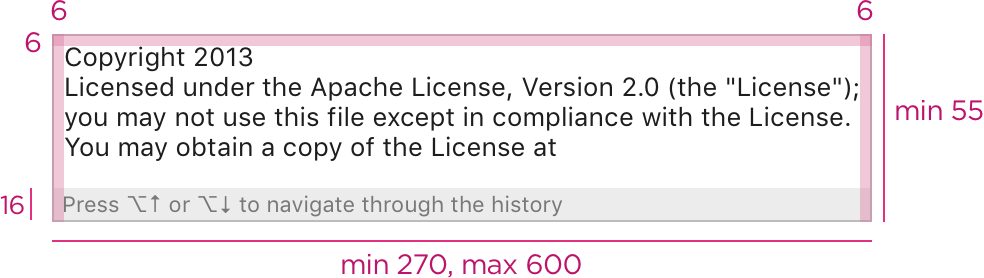 6 6
6
Copyright 2013
Licensed under the Apache License, Version 2.0 (the "License");
you may not use this file except in compliance with the License.
min 55
You may obtain a copy of the License at
16
Press ⌥↑ or ⌥↓ to navigate through the history
min 270, max 600